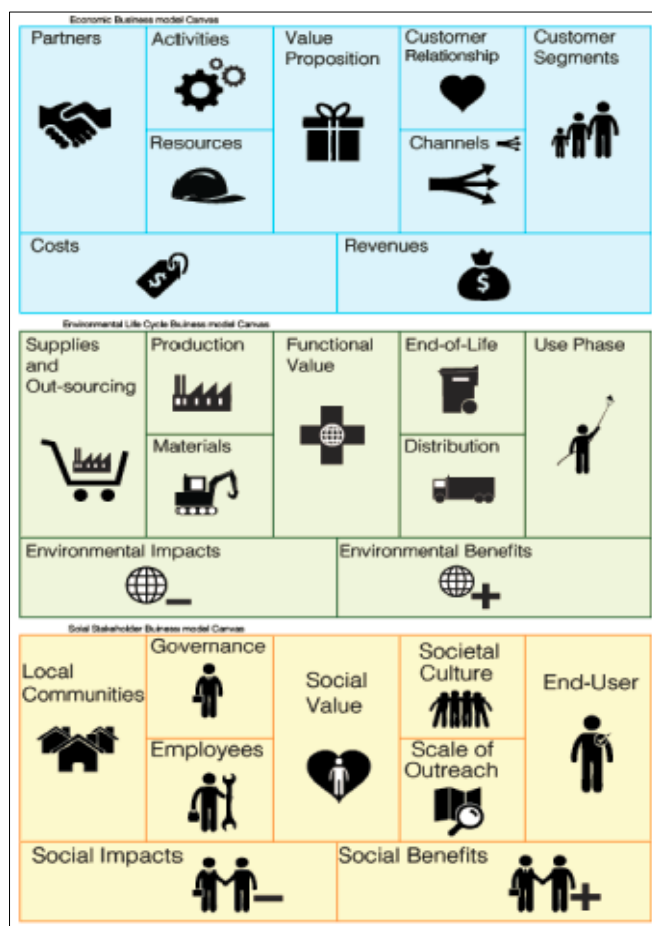 Economic Business model Canvas
Partners
Activities
Value
Proposition
Customer
Relationship
Customer
Segments
Resources
Channels
Costs
$
Revenues
$
Environmental Life Cycle Buiness model Canvas
Supplies
and
Out-sourcing
Production
Functional
Value
End-of-Life
Use Phase
Materials
Distribution
Environmental Impacts
Environmental Benefits
Soial Stakeholder Buiness model Canvas
Local
Communities
Governance
Social
Value
Societal
Culture
End-User
Employees
Scale of
Outreach
Social Impacts
Social Benefits